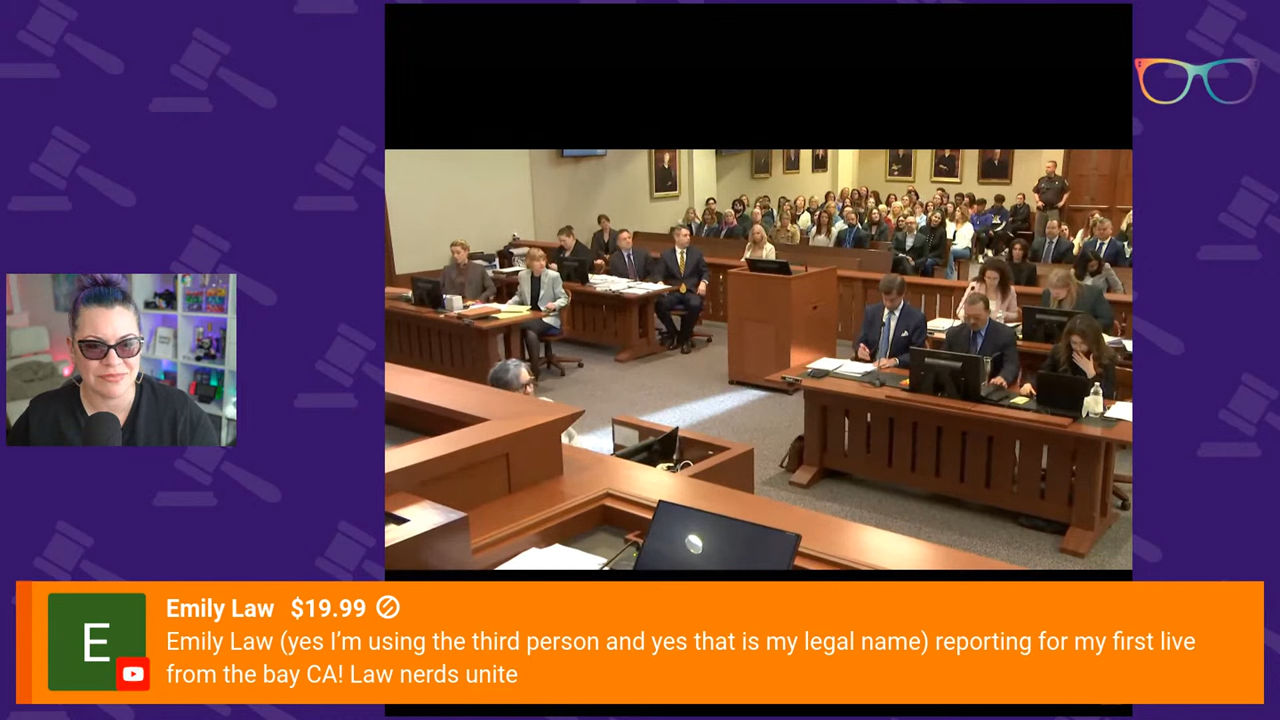 Emily Law $19.99
E
Emily Law (yes I’m using the third person and yes that is my legal name) reporting for my first live
from the bay CA! Law nerds unite